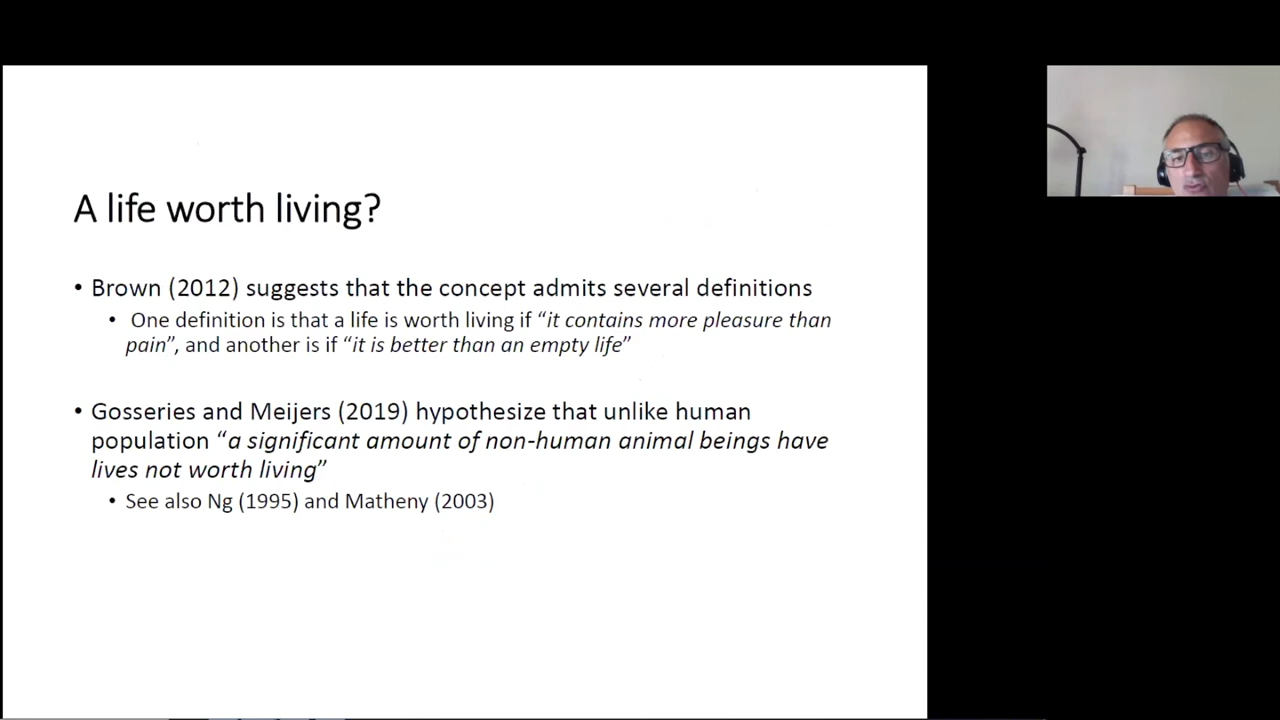 A life worth living?
• Brown (2012) suggests that the concept admits several definitions
• One definition is that a life is worth living if “it contains more pleasure than
pain”, and another is if “it is better than an empty life”
• Gosseries and Meijers (2019) hypothesize that unlike human
population “a significant amount of non-human animal beings have
lives not worth living”
• See also Ng (1995) and Matheny (2003)